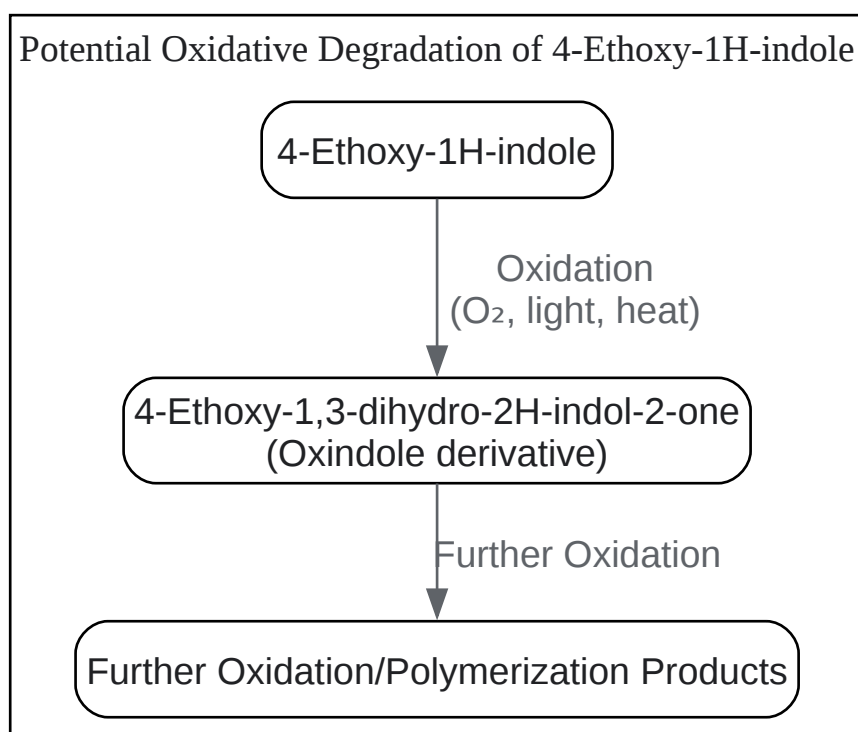 Potential Oxidative Degradation of 4-Ethoxy-1H-indole
4-Ethoxy-1H-indole
Oxidation
(O₂, light, heat)
4-Ethoxy-1,3-dihydro-2H-indol-2-one
(Oxindole derivative)
Further Oxidation
Further Oxidation/Polymerization Products